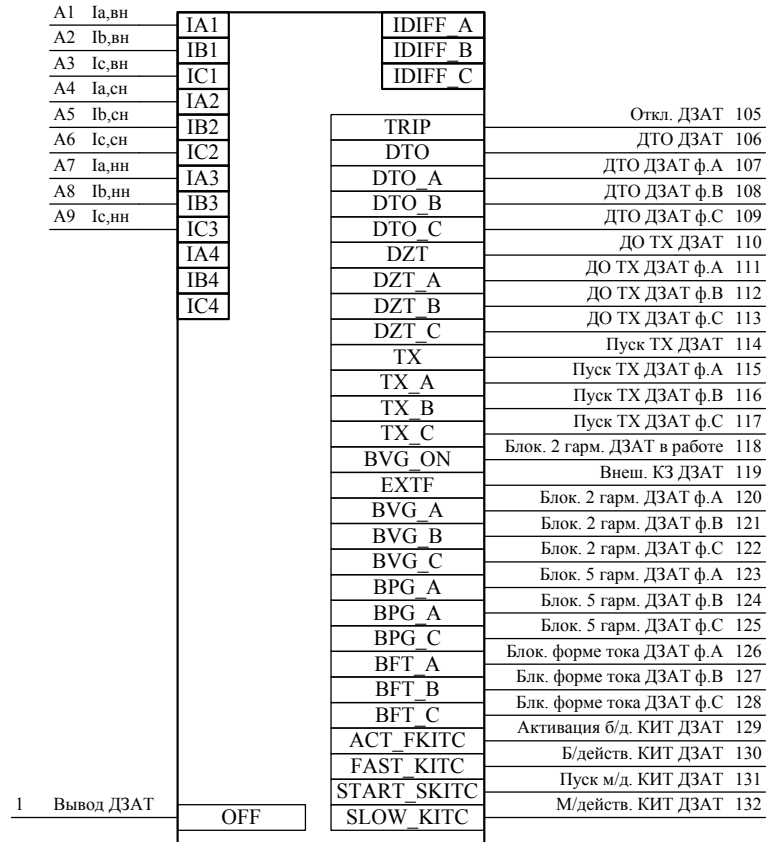 A1 Ia,вн IA1 IDIFF_A
A2 Ib,вн IB1 IDIFF_B
A3 Ic,вн IC1 IDIFF_C
A4 Ia,сн IA2
A5 Ib,сн IB2 TRIP Откл. ДЗАТ 105
A6 Ic,сн IC2 DTO ДТО ДЗАТ 106
A7 Ia,нн IA3 DTO_A ДТО ДЗАТ ф.А 107
A8 Ib,нн IB3 DTO_B ДТО ДЗАТ ф.В 108
A9 Ic,нн IC3 DTO_C ДТО ДЗАТ ф.С 109
IA4 DZT ДО ТХ ДЗАТ 110
IB4 DZT_A ДО ТХ ДЗАТ ф.А 111
IC4 DZT_B ДО ТХ ДЗАТ ф.В 112
DZT_C ДО ТХ ДЗАТ ф.С 113
TX Пуск ТХ ДЗАТ 114
TX_A Пуск ТХ ДЗАТ ф.А 115
TX_B Пуск ТХ ДЗАТ ф.В 116
TX_C Пуск ТХ ДЗАТ ф.С 117
BVG_ON Блок. 2 гарм. ДЗАТ в работе 118
EXTF Внеш. КЗ ДЗАТ 119
BVG_A Блок. 2 гарм. ДЗАТ ф.А 120
BVG_B Блок. 2 гарм. ДЗАТ ф.В 121
BVG_C Блок. 2 гарм. ДЗАТ ф.С 122
BPG_A Блок. 5 гарм. ДЗАТ ф.А 123
BPG_A Блок. 5 гарм. ДЗАТ ф.В 124
BPG_C Блок. 5 гарм. ДЗАТ ф.С 125
BFT_A Блок. форме тока ДЗАТ ф.А 126
BFT_B Блк. форме тока ДЗАТ ф.В 127
BFT_C Блк. форме тока ДЗАТ ф.С 128
ACT_FKITC Активация б/д. КИТ ДЗАТ 129
FAST_KITC Б/действ. КИТ ДЗАТ 130
START_SKITC Пуск м/д. КИТ ДЗАТ 131
1 Вывод ДЗАТ OFF SLOW_KITC М/действ. КИТ ДЗАТ 132